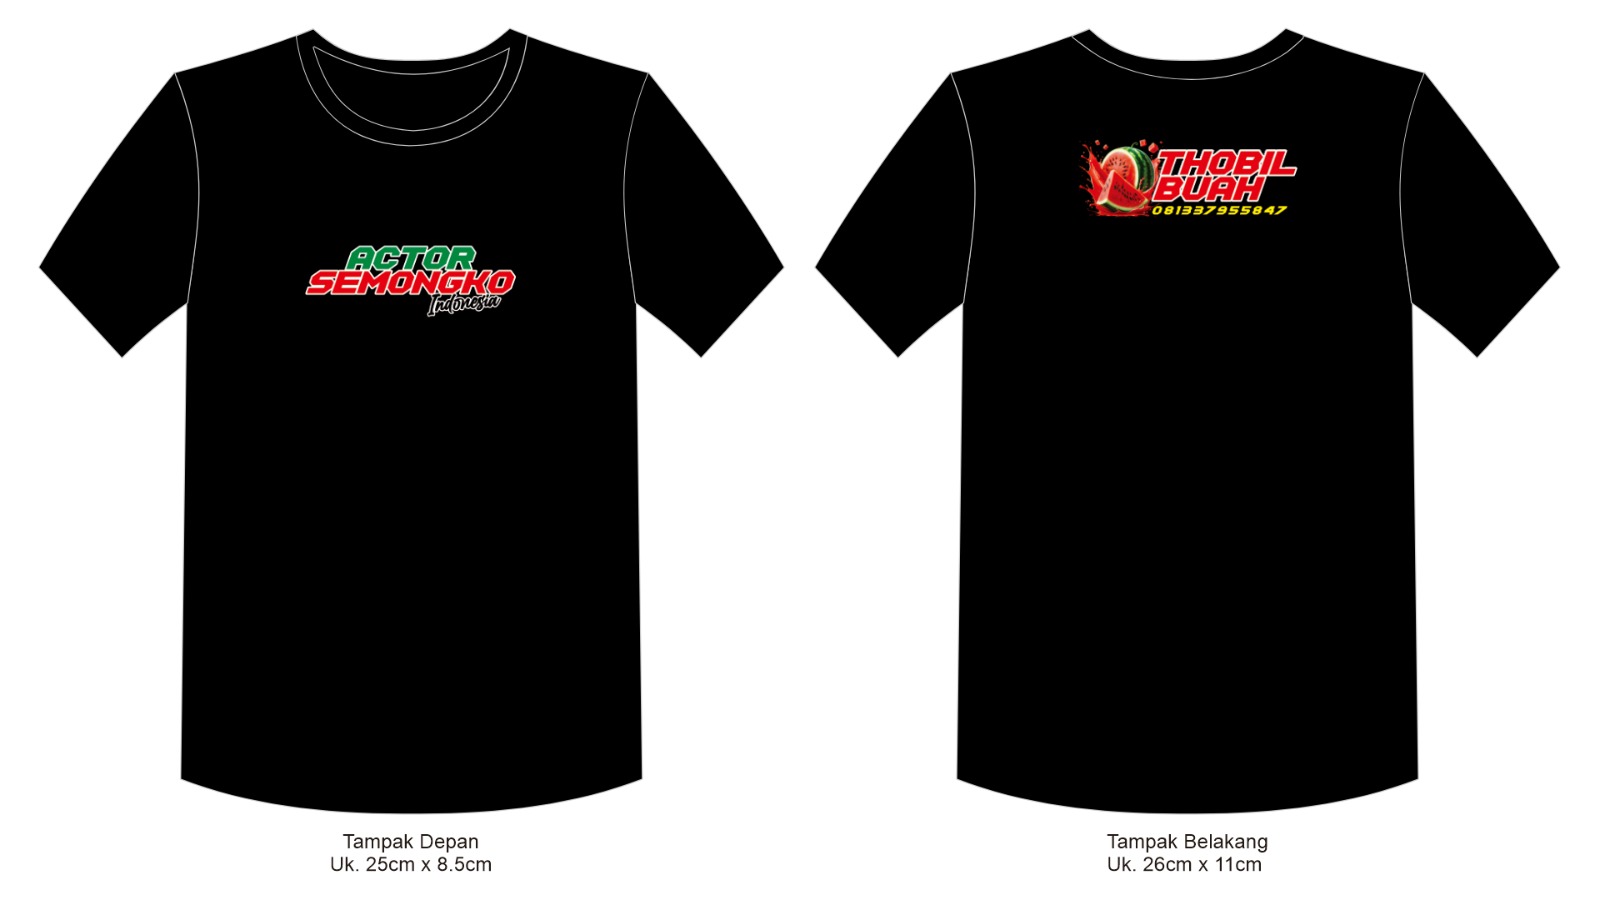 ACTOR
SEMONGKO
Indonesia
THOBIL
BUAH
081337955847
Tampak Depan
Uk. 25cm x 8.5cm
Tampak Belakang
Uk. 26cm x 11cm